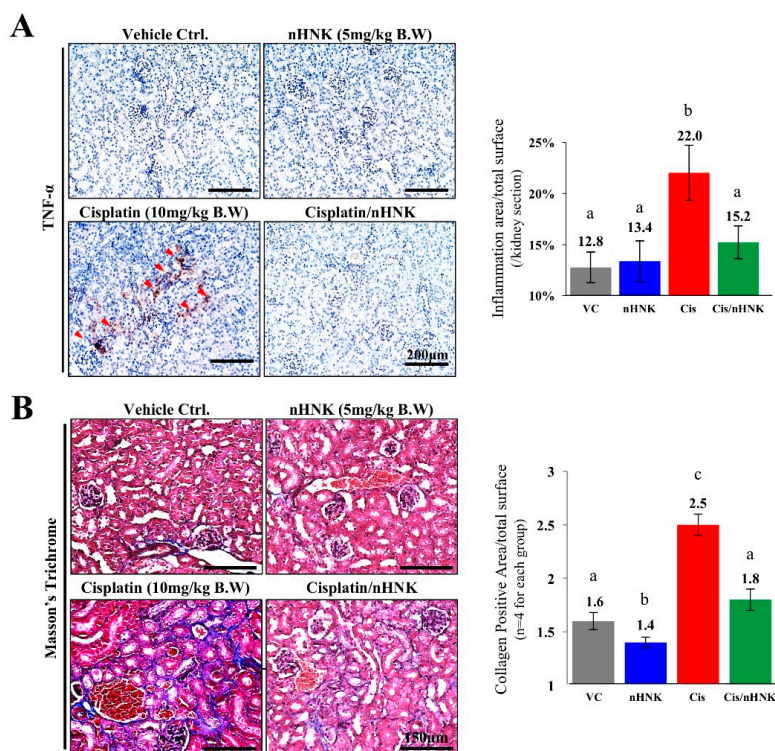 A
Vehicle Ctrl.
nHNK (5mg/kg B.W)
TNF-α
Cisplatin (10mg/kg B.W)
Cisplatin/nHNK
200μm
Inflammation area/total surface
(/kidney section)
25%
20%
15%
10%
a
12.8
a
13.4
b
22.0
a
15.2
VC
nHNK
Cis
Cis/nHNK
B
Vehicle Ctrl.
nHNK (5mg/kg B.W)
Masson's Trichrome
Cisplatin (10mg/kg B.W)
Cisplatin/nHNK
150μm
Collagen Positive Area/total surface
(n=4 for each group)
3
2.5
2
1.5
1
a
1.6
b
1.4
c
2.5
a
1.8
VC
nHNK
Cis
Cis/nHNK